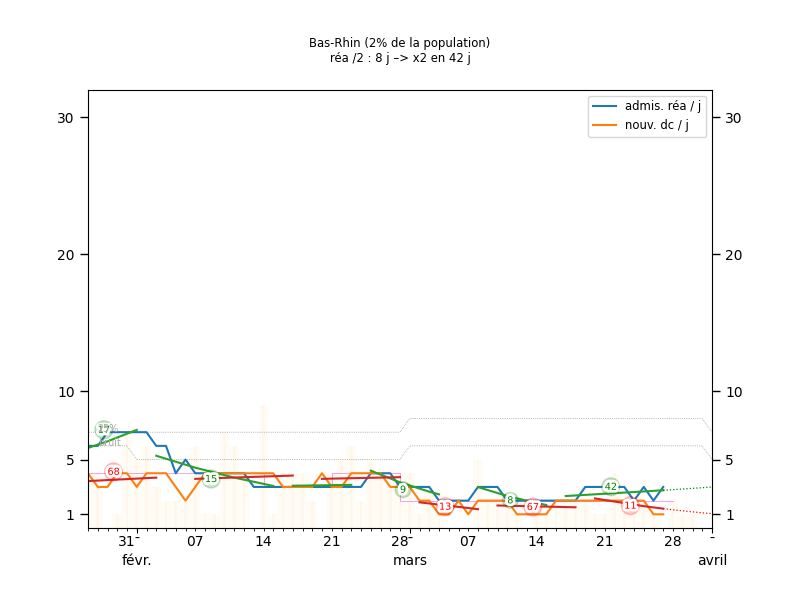 Bas-Rhin (2% de la population)
réa /2 : 8 j –> x2 en 42 j
admis. réa / j
nouv. dc / j
30 30
20 20
10 10
5 5
1 1
17
68
15
9
13
8
67
42
11
31 07 14 21 28 07 14 21 28
févr. mars avril